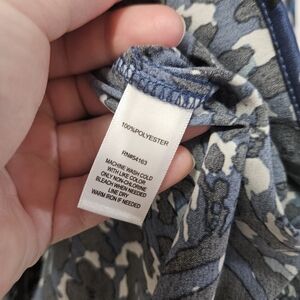 100%POLYESTER
RN#54163
MACHINE WASH COLD
WITH LIKE COLOR
ONLY NON-CHLORINE
BLEACH WHEN NEEDED
LINE DRY
WARM IRON IF NEEDED